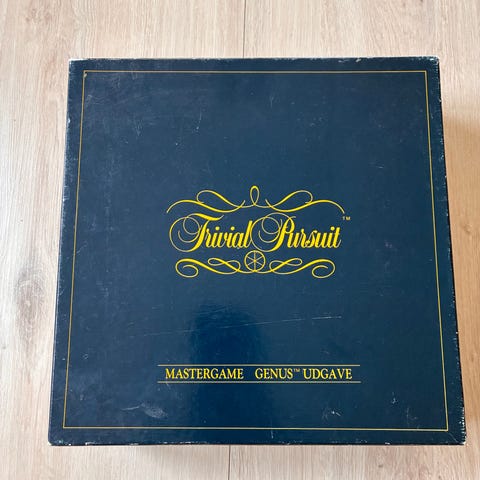 Trivial Pursuit™
MASTERGAME GENUS™ UDGAVE